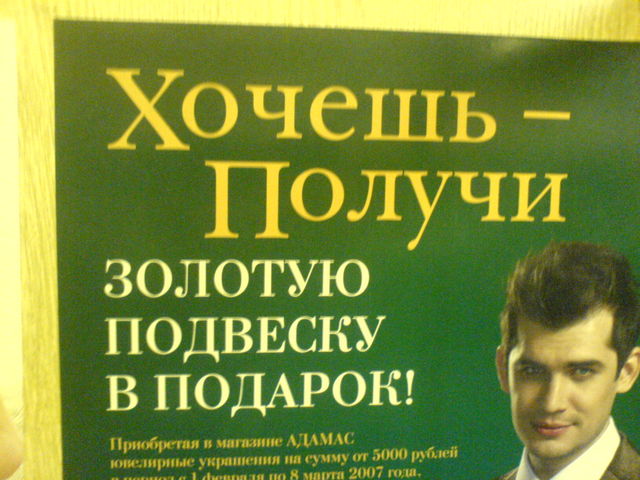 Хочешь –
Получи
ЗОЛОТУЮ
ПОДВЕСКУ
В ПОДАРОК!
Приобретая в магазине АДАМАС
ювелирные украшения на сумму от 5000 рублей
в период с 1 февраля по 8 марта 2007 года,